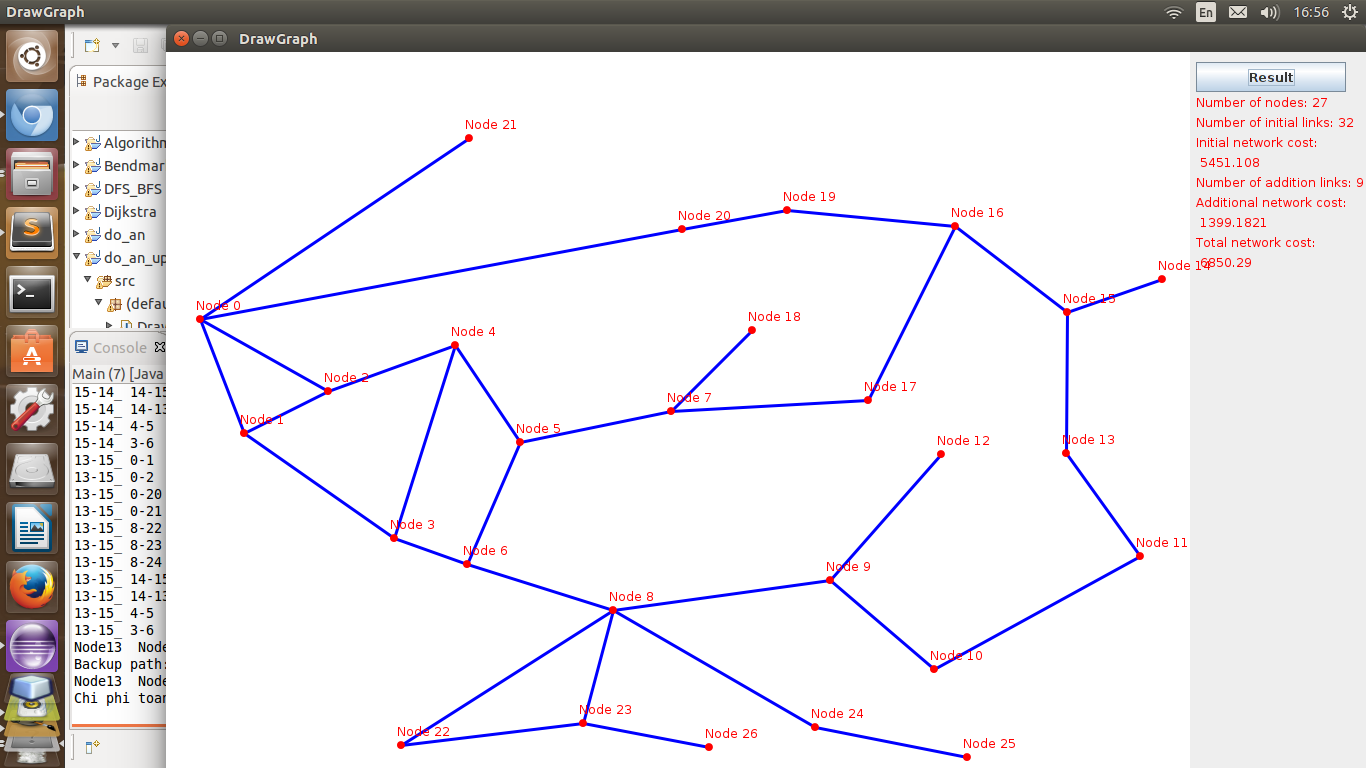 DrawGraph
En
16:56
DrawGraph
Package Ex
Algorithm
Bendmar
DFS_BFS
Dijkstra
do_an
do_an_up
src
(defau
Draw
Console
Main (7) [Java
15-14_ 14-15
15-14_ 14-13
15-14_ 4-5
15-14_ 3-6
13-15_ 0-1
13-15_ 0-2
13-15_ 0-20
13-15_ 0-21
13-15_ 8-22
13-15_ 8-23
13-15_ 8-24
13-15_ 14-15
13-15_ 14-13
13-15_ 4-5
13-15_ 3-6
Node13 Node
Backup path:
Node13 Node
Chi phi toan
Node 21
Node 19
Node 20
Node 16
Node 14
Node 15
Node 0
Node 18
Node 4
Node 2
Node 17
Node 7
Node 1
Node 5
Node 12
Node 13
Node 3
Node 11
Node 6
Node 9
Node 8
Node 10
Node 23
Node 24
Node 22
Node 26
Node 25
Result
Number of nodes: 27
Number of initial links: 32
Initial network cost:
5451.108
Number of addition links: 9
Additional network cost:
1399.1821
Total network cost:
6850.29